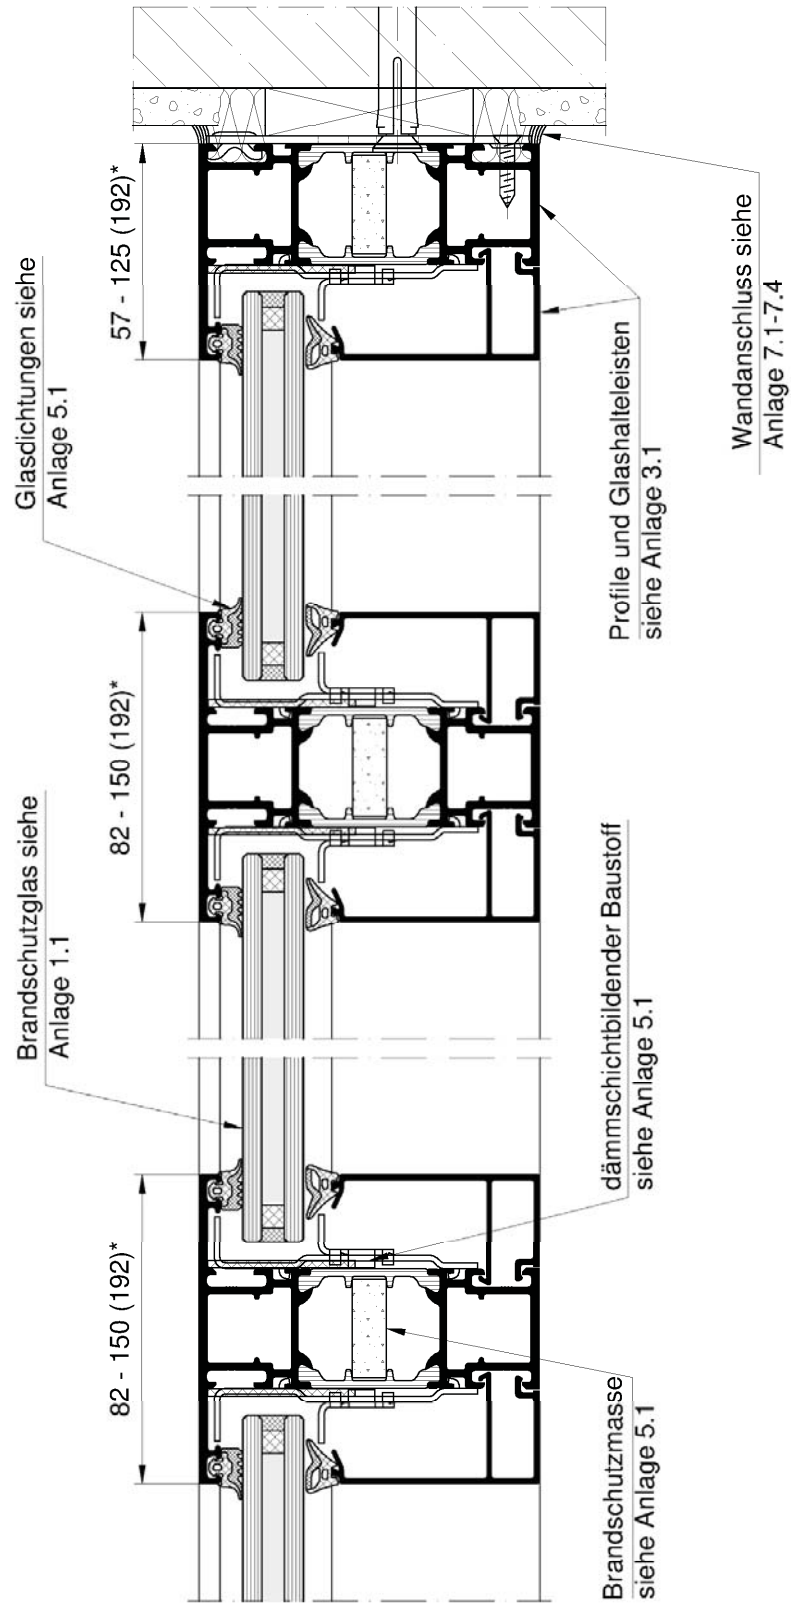 Glasdichtungen siehe
Anlage 5.1
Brandschutzglas siehe
Anlage 1.1
57 - 125 (192)*
82 - 150 (192)*
82 - 150 (192)*
Wandanschluss siehe
Anlage 7.1-7.4
Profile und Glashalteleisten
siehe Anlage 3.1
dämmschichtbildender Baustoff
siehe Anlage 5.1
Brandschutzmasse
siehe Anlage 5.1